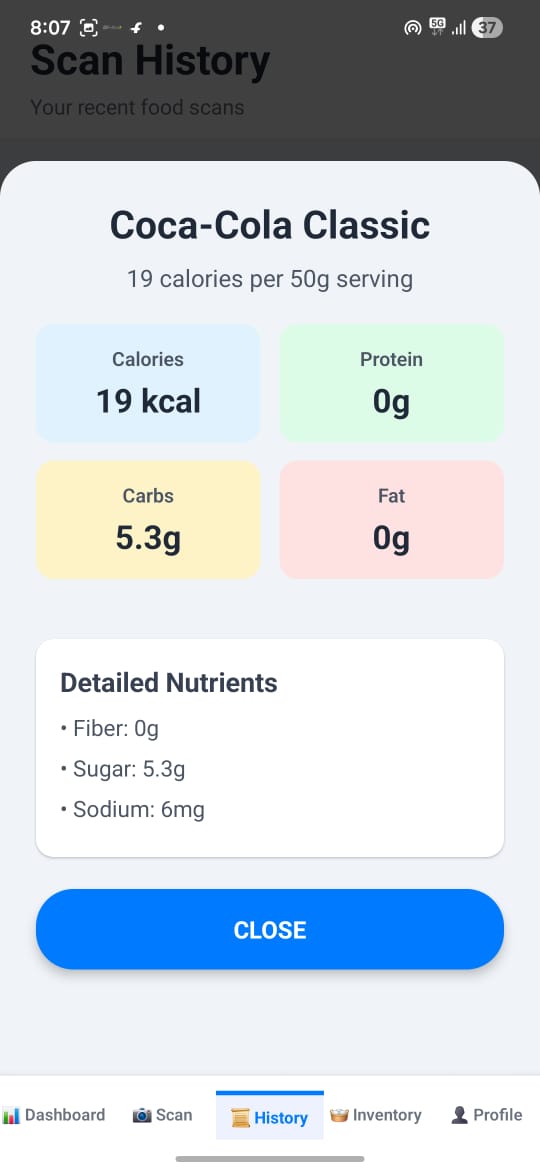 8:07
5G
37
Scan History
Your recent food scans
Coca-Cola Classic
19 calories per 50g serving
Calories
19 kcal
Protein
0g
Carbs
5.3g
Fat
0g
Detailed Nutrients
• Fiber: 0g
• Sugar: 5.3g
• Sodium: 6mg
CLOSE
Dashboard
Scan
History
Inventory
Profile